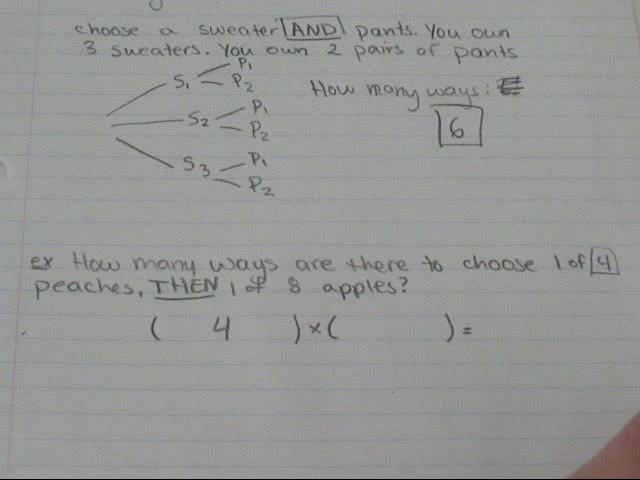 choose a sweater AND pants. You own
3 sweaters. You own 2 pairs of pants
S1 P1
P2
How many ways:
6
S2 P1
P2
S3 P1
P2
ex How many ways are there to choose 1 of 4
peaches, THEN 1 of 8 apples?
( 4 ) × ( ) =